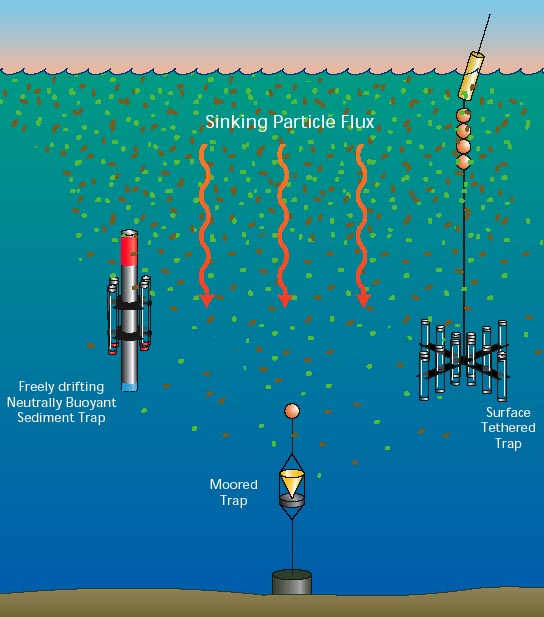 Sinking Particle Flux
Freely drifting
Neutrally Buoyant
Sediment Trap
Surface
Tethered
Trap
Moored
Trap